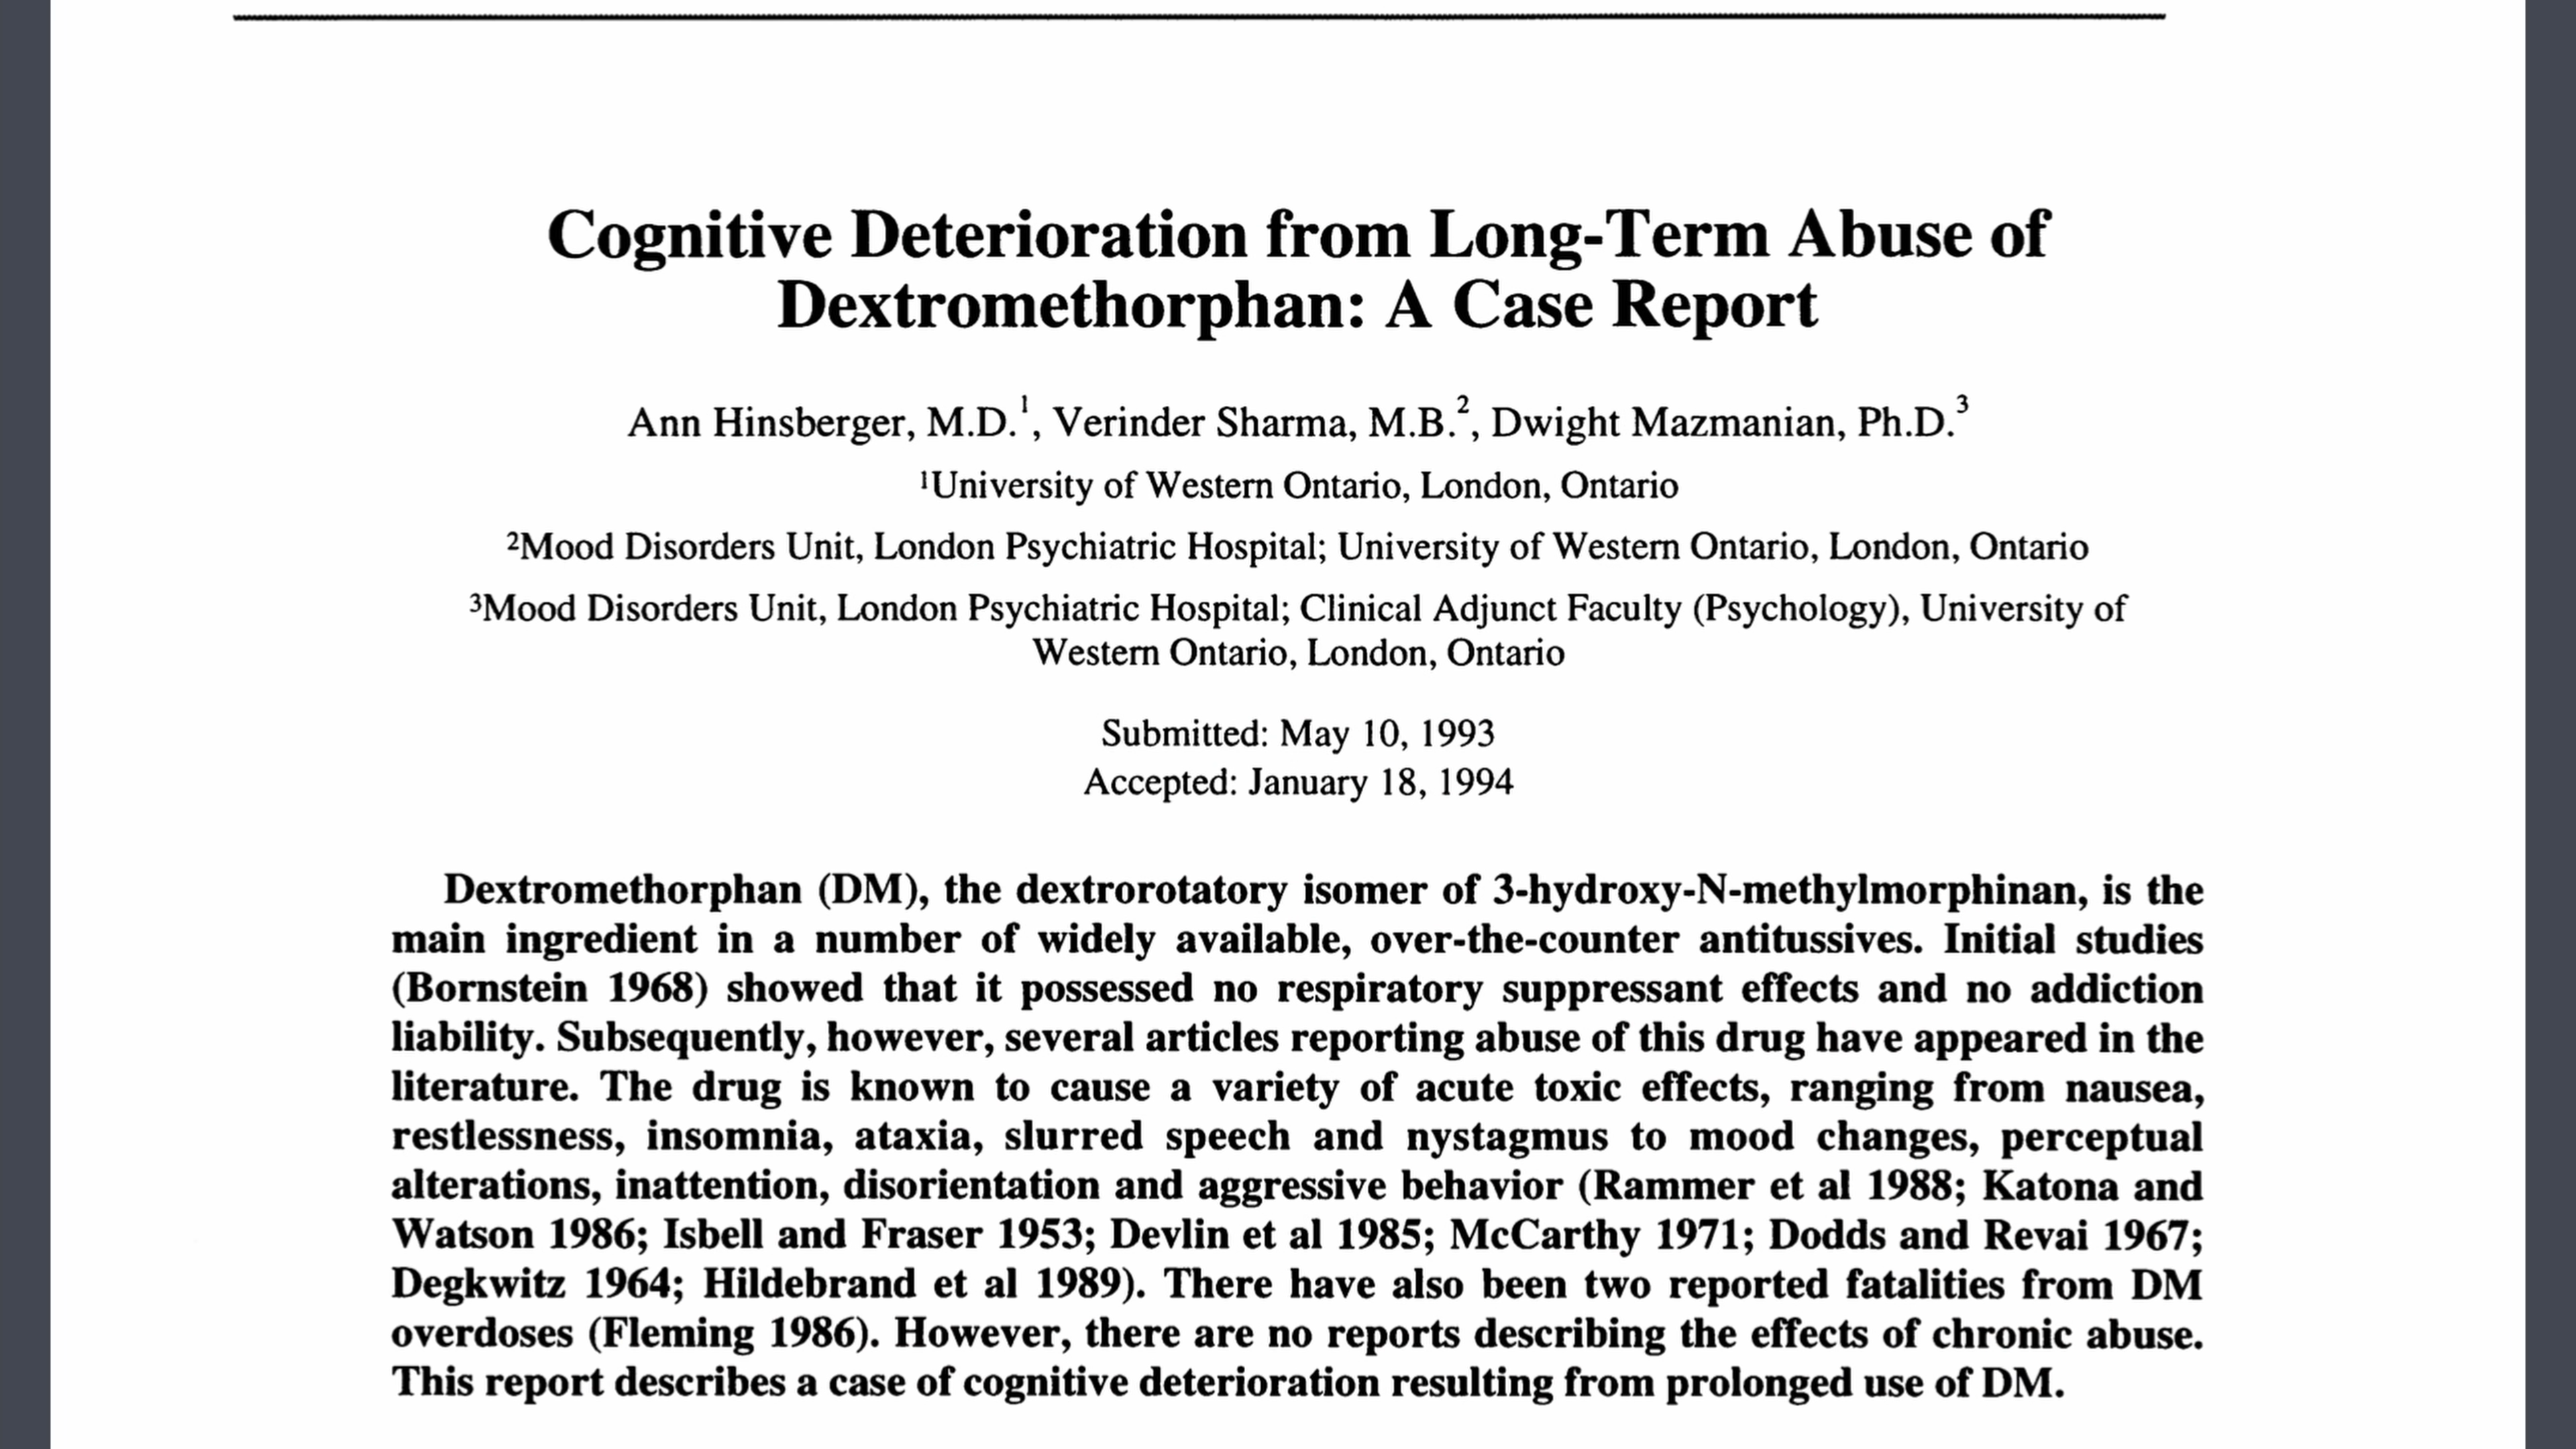 Cognitive Deterioration from Long-Term Abuse of
Dextromethorphan: A Case Report
Ann Hinsberger, M.D.¹, Verinder Sharma, M.B.², Dwight Mazmanian, Ph.D.³
¹University of Western Ontario, London, Ontario
²Mood Disorders Unit, London Psychiatric Hospital; University of Western Ontario, London, Ontario
³Mood Disorders Unit, London Psychiatric Hospital; Clinical Adjunct Faculty (Psychology), University of
Western Ontario, London, Ontario
Submitted: May 10, 1993
Accepted: January 18, 1994
Dextromethorphan (DM), the dextrorotatory isomer of 3-hydroxy-N-methylmorphinan, is the
main ingredient in a number of widely available, over-the-counter antitussives. Initial studies
(Bornstein 1968) showed that it possessed no respiratory suppressant effects and no addiction
liability. Subsequently, however, several articles reporting abuse of this drug have appeared in the
literature. The drug is known to cause a variety of acute toxic effects, ranging from nausea,
restlessness, insomnia, ataxia, slurred speech and nystagmus to mood changes, perceptual
alterations, inattention, disorientation and aggressive behavior (Rammer et al 1988; Katona and
Watson 1986; Isbell and Fraser 1953; Devlin et al 1985; McCarthy 1971; Dodds and Revai 1967;
Degkwitz 1964; Hildebrand et al 1989). There have also been two reported fatalities from DM
overdoses (Fleming 1986). However, there are no reports describing the effects of chronic abuse.
This report describes a case of cognitive deterioration resulting from prolonged use of DM.